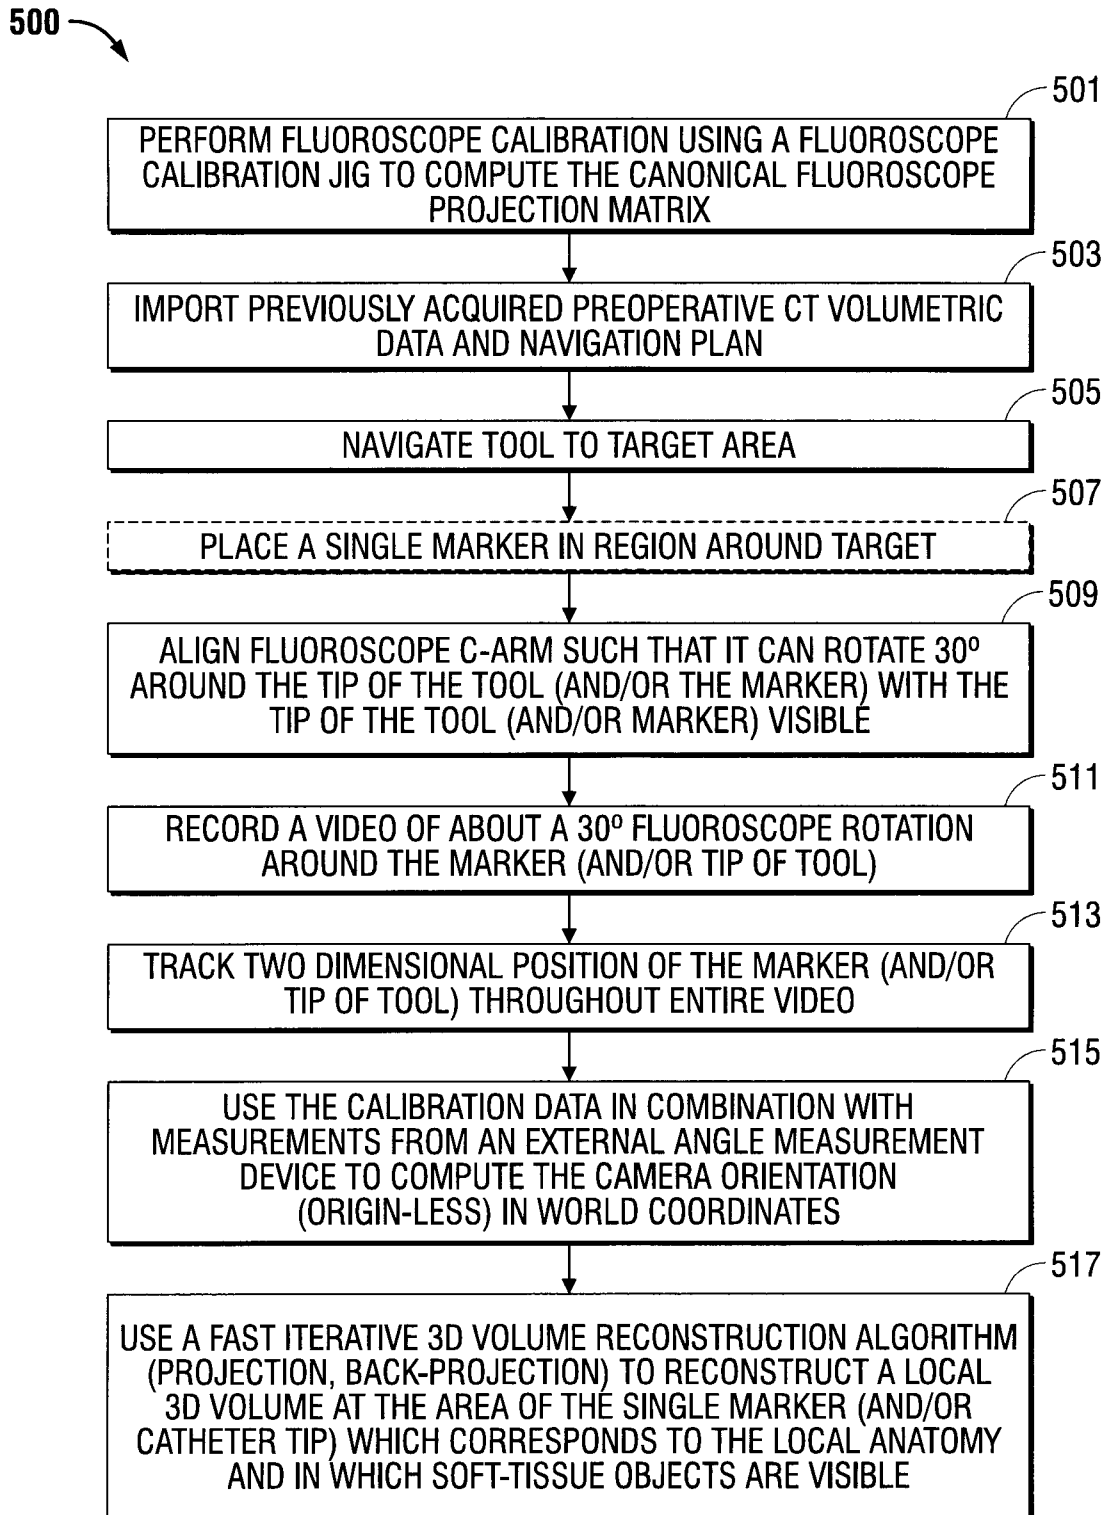 500
501
PERFORM FLUOROSCOPE CALIBRATION USING A FLUOROSCOPE
CALIBRATION JIG TO COMPUTE THE CANONICAL FLUOROSCOPE
PROJECTION MATRIX
503
IMPORT PREVIOUSLY ACQUIRED PREOPERATIVE CT VOLUMETRIC
DATA AND NAVIGATION PLAN
505
NAVIGATE TOOL TO TARGET AREA
507
PLACE A SINGLE MARKER IN REGION AROUND TARGET
509
ALIGN FLUOROSCOPE C-ARM SUCH THAT IT CAN ROTATE 30º
AROUND THE TIP OF THE TOOL (AND/OR THE MARKER) WITH THE
TIP OF THE TOOL (AND/OR MARKER) VISIBLE
511
RECORD A VIDEO OF ABOUT A 30º FLUOROSCOPE ROTATION
AROUND THE MARKER (AND/OR TIP OF TOOL)
513
TRACK TWO DIMENSIONAL POSITION OF THE MARKER (AND/OR
TIP OF TOOL) THROUGHOUT ENTIRE VIDEO
515
USE THE CALIBRATION DATA IN COMBINATION WITH
MEASUREMENTS FROM AN EXTERNAL ANGLE MEASUREMENT
DEVICE TO COMPUTE THE CAMERA ORIENTATION
(ORIGIN-LESS) IN WORLD COORDINATES
517
USE A FAST ITERATIVE 3D VOLUME RECONSTRUCTION ALGORITHM
(PROJECTION, BACK-PROJECTION) TO RECONSTRUCT A LOCAL
3D VOLUME AT THE AREA OF THE SINGLE MARKER (AND/OR
CATHETER TIP) WHICH CORRESPONDS TO THE LOCAL ANATOMY
AND IN WHICH SOFT-TISSUE OBJECTS ARE VISIBLE